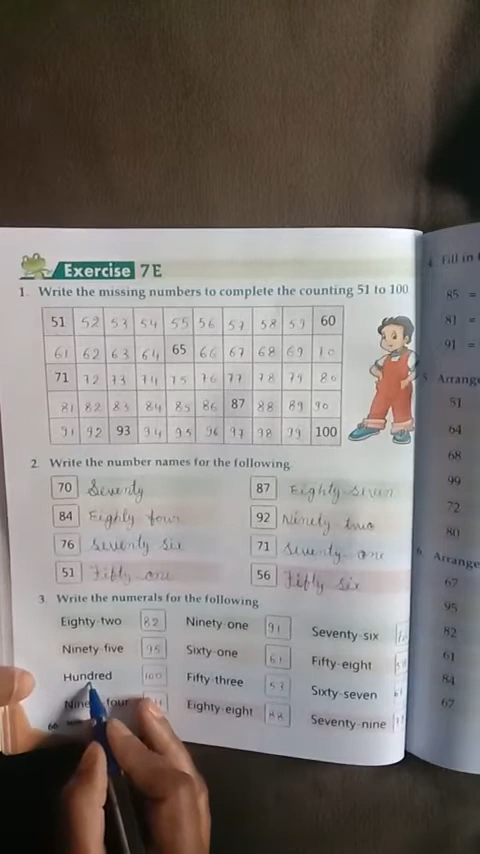 Exercise 7E
1. Write the missing numbers to complete the counting 51 to 100
51 52 53 54 55 56 57 58 59 60
61 62 63 64 65 66 67 68 69 70
71 72 73 74 75 76 77 78 79 80
81 82 83 84 85 86 87 88 89 90
91 92 93 94 95 96 97 98 99 100
2. Write the number names for the following
70 Seventy 87 Eighty seven
84 Eighty four 92 Ninety two
76 Seventy six 71 Seventy one
51 Fifty one 56 Fifty six
3. Write the numerals for the following
Eighty-two 82 Ninety-one 91 Seventy-six
Ninety-five 95 Sixty-one 61 Fifty-eight
Hundred 100 Fifty-three 53 Sixty-seven
four Eighty-eight 88 Seventy-nine
66
4. Fill in
85 =
81 =
91 =
5. Arrange
51
64
68
99
72
80
6. Arrange
67
95
82
61
84
67